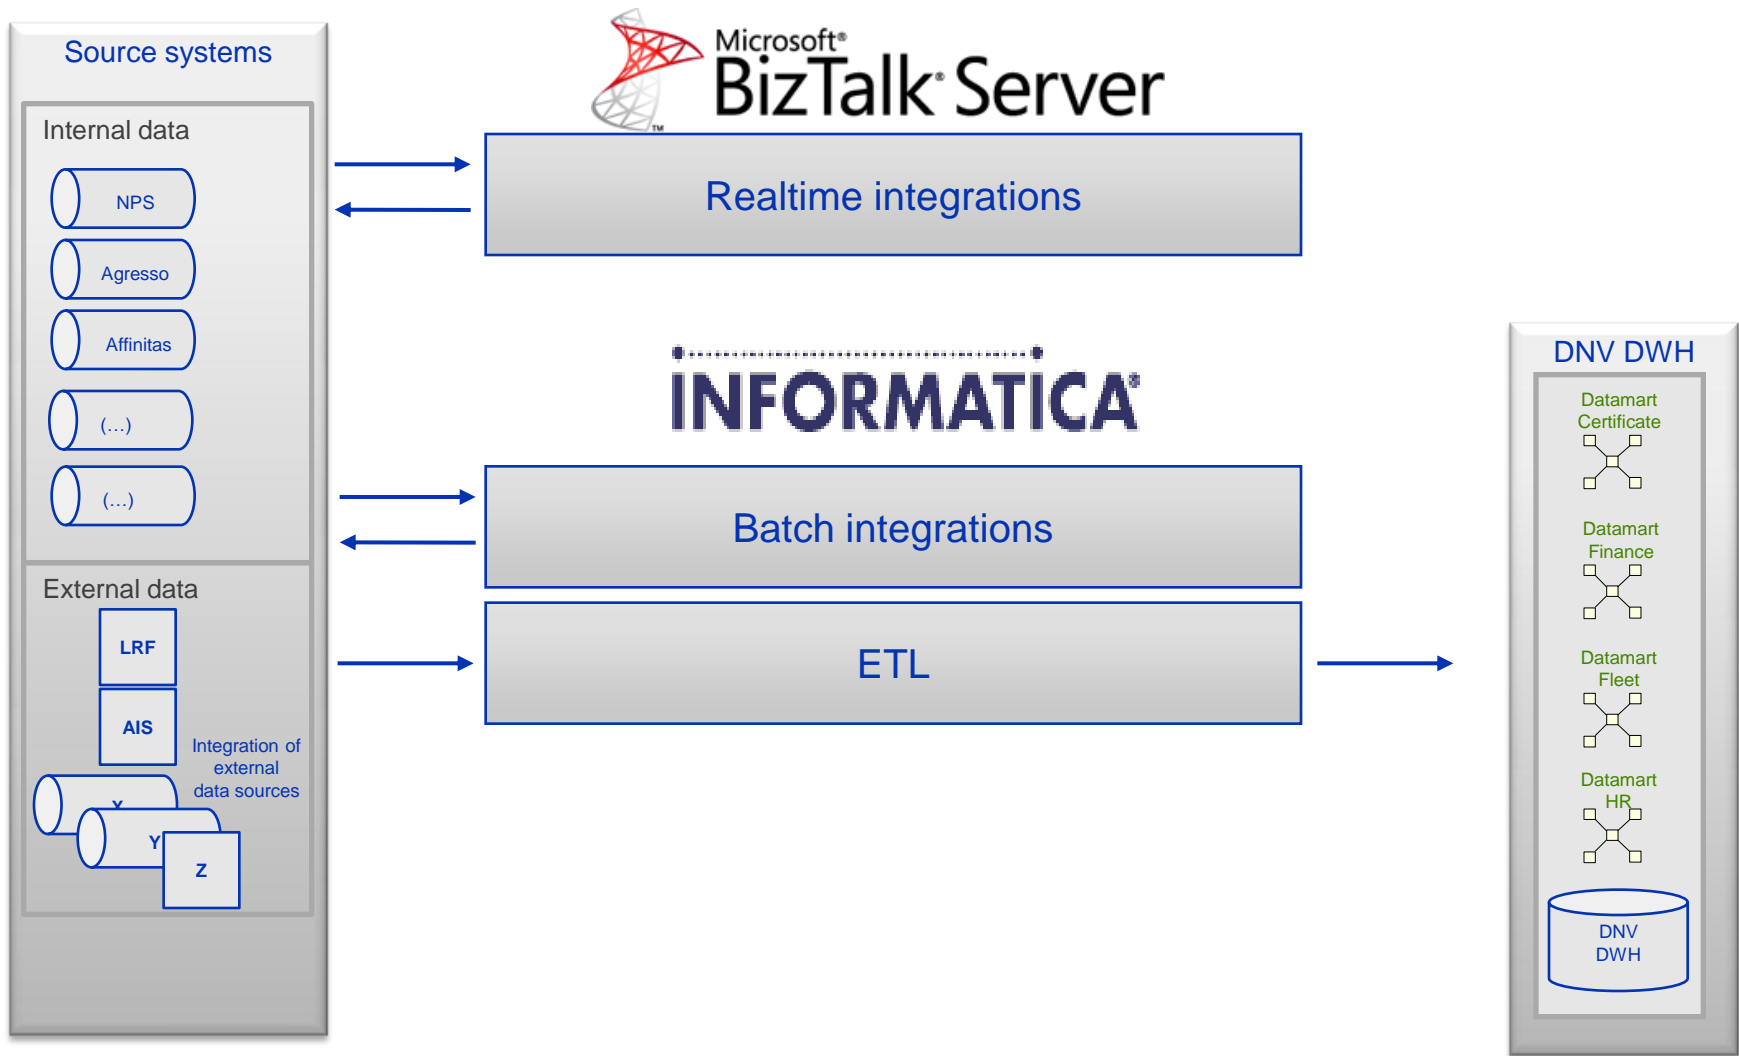 Source systems
Internal data
NPS
Agresso
Affinitas
(...)
(...)
External data
LRF
AIS
Integration of
external
data sources
X
Y
Z
Microsoft®
BizTalk® Server
TM
Realtime integrations
INFORMATICA®
Batch integrations
ETL
DNV DWH
Datamart
Certificate
Datamart
Finance
Datamart
Fleet
Datamart
HR
DNV
DWH